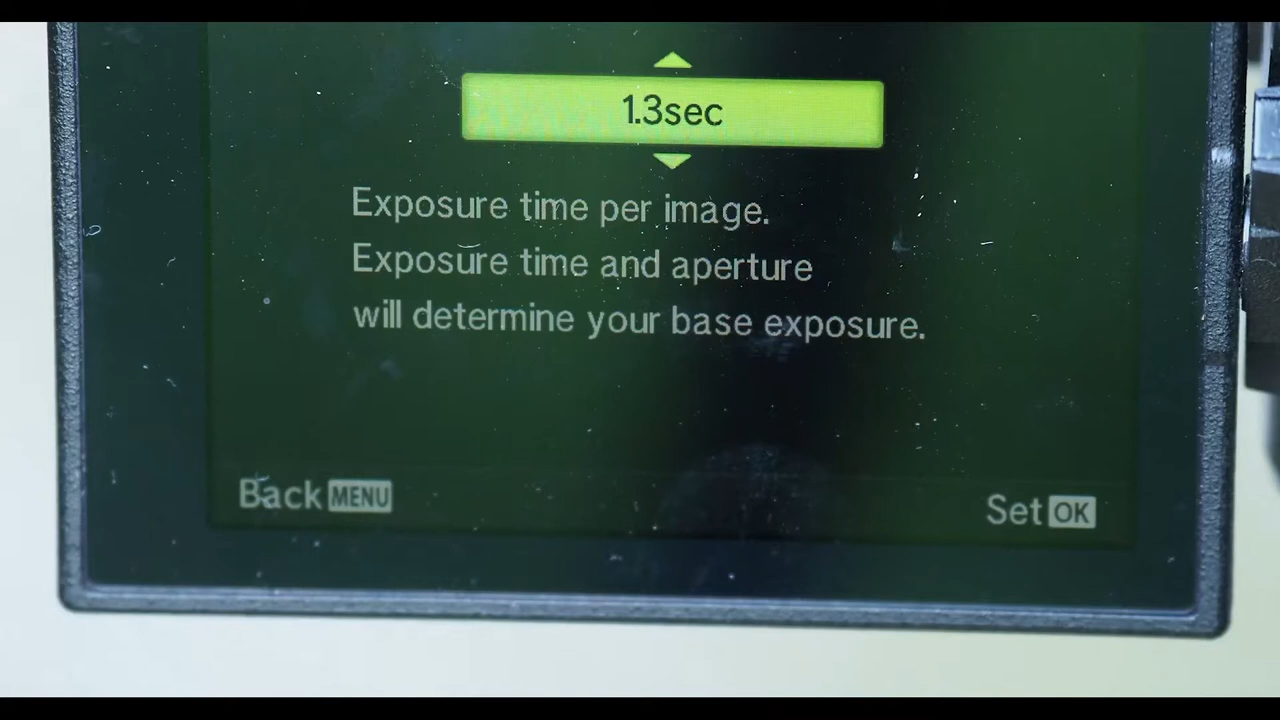 1.3sec
Exposure time per image.
Exposure time and aperture
will determine your base exposure.
Back MENU
Set OK